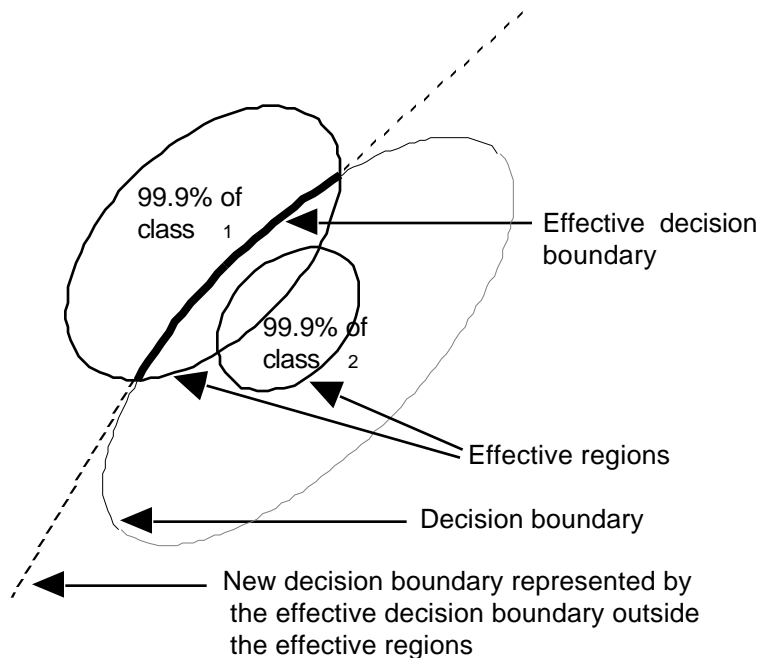 99.9% of
class 1
Effective decision
boundary
99.9% of
class 2
Effective regions
Decision boundary
New decision boundary represented by
the effective decision boundary outside
the effective regions